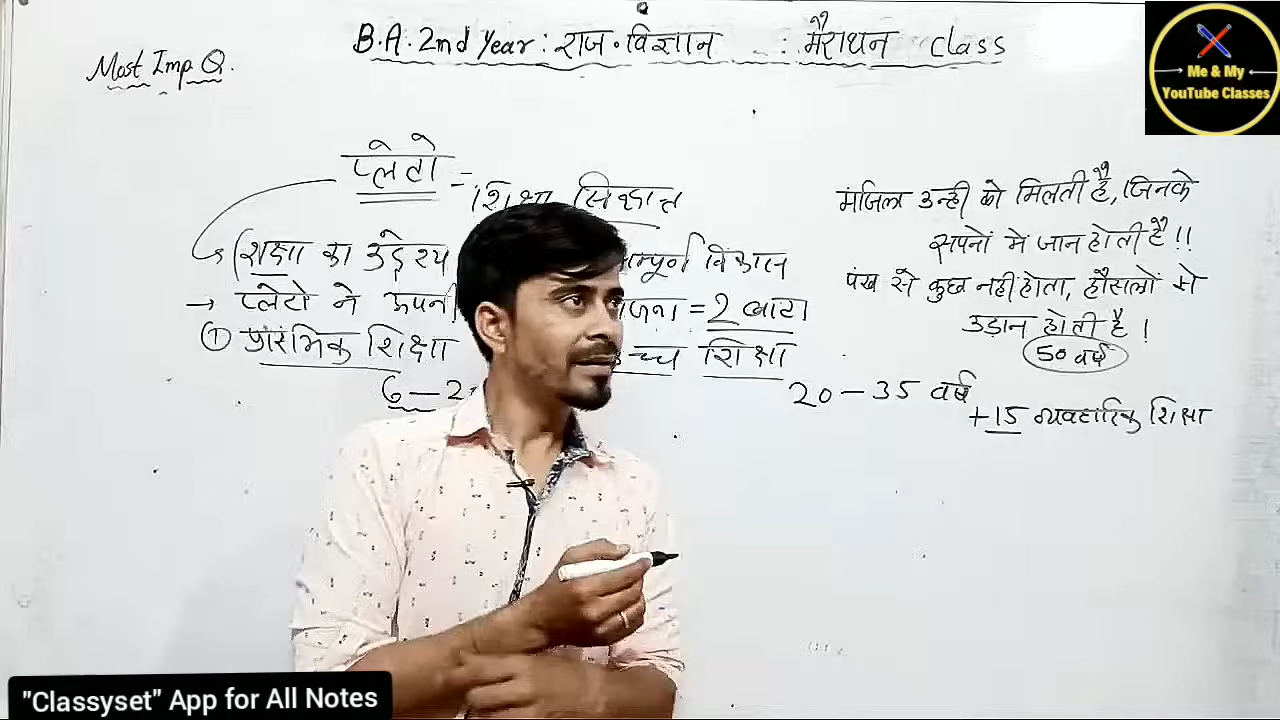 B.A. 2nd Year : राज. विज्ञान : मैराथन Class
Most Imp Q.
Me & My
YouTube Classes
प्लेटो = शिक्षा सिद्धान्त
शिक्षा का उद्देश्य
म्पूर्ण विकास
→ प्लेटो ने अपनी
जना = 2 बाटा
① प्रारंभिक शिक्षा
च्च शिक्षा
6 – 2
20 – 35 वर्ष
मंजिल उन्ही को मिलती है, जिनके
सपनों में जान होती है !!
पंख से कुछ नही होता, हौसलों से
उड़ान होती है !
50 वर्ष
+ 15 व्यवहारिक शिक्षा
"Classyset" App for All Notes